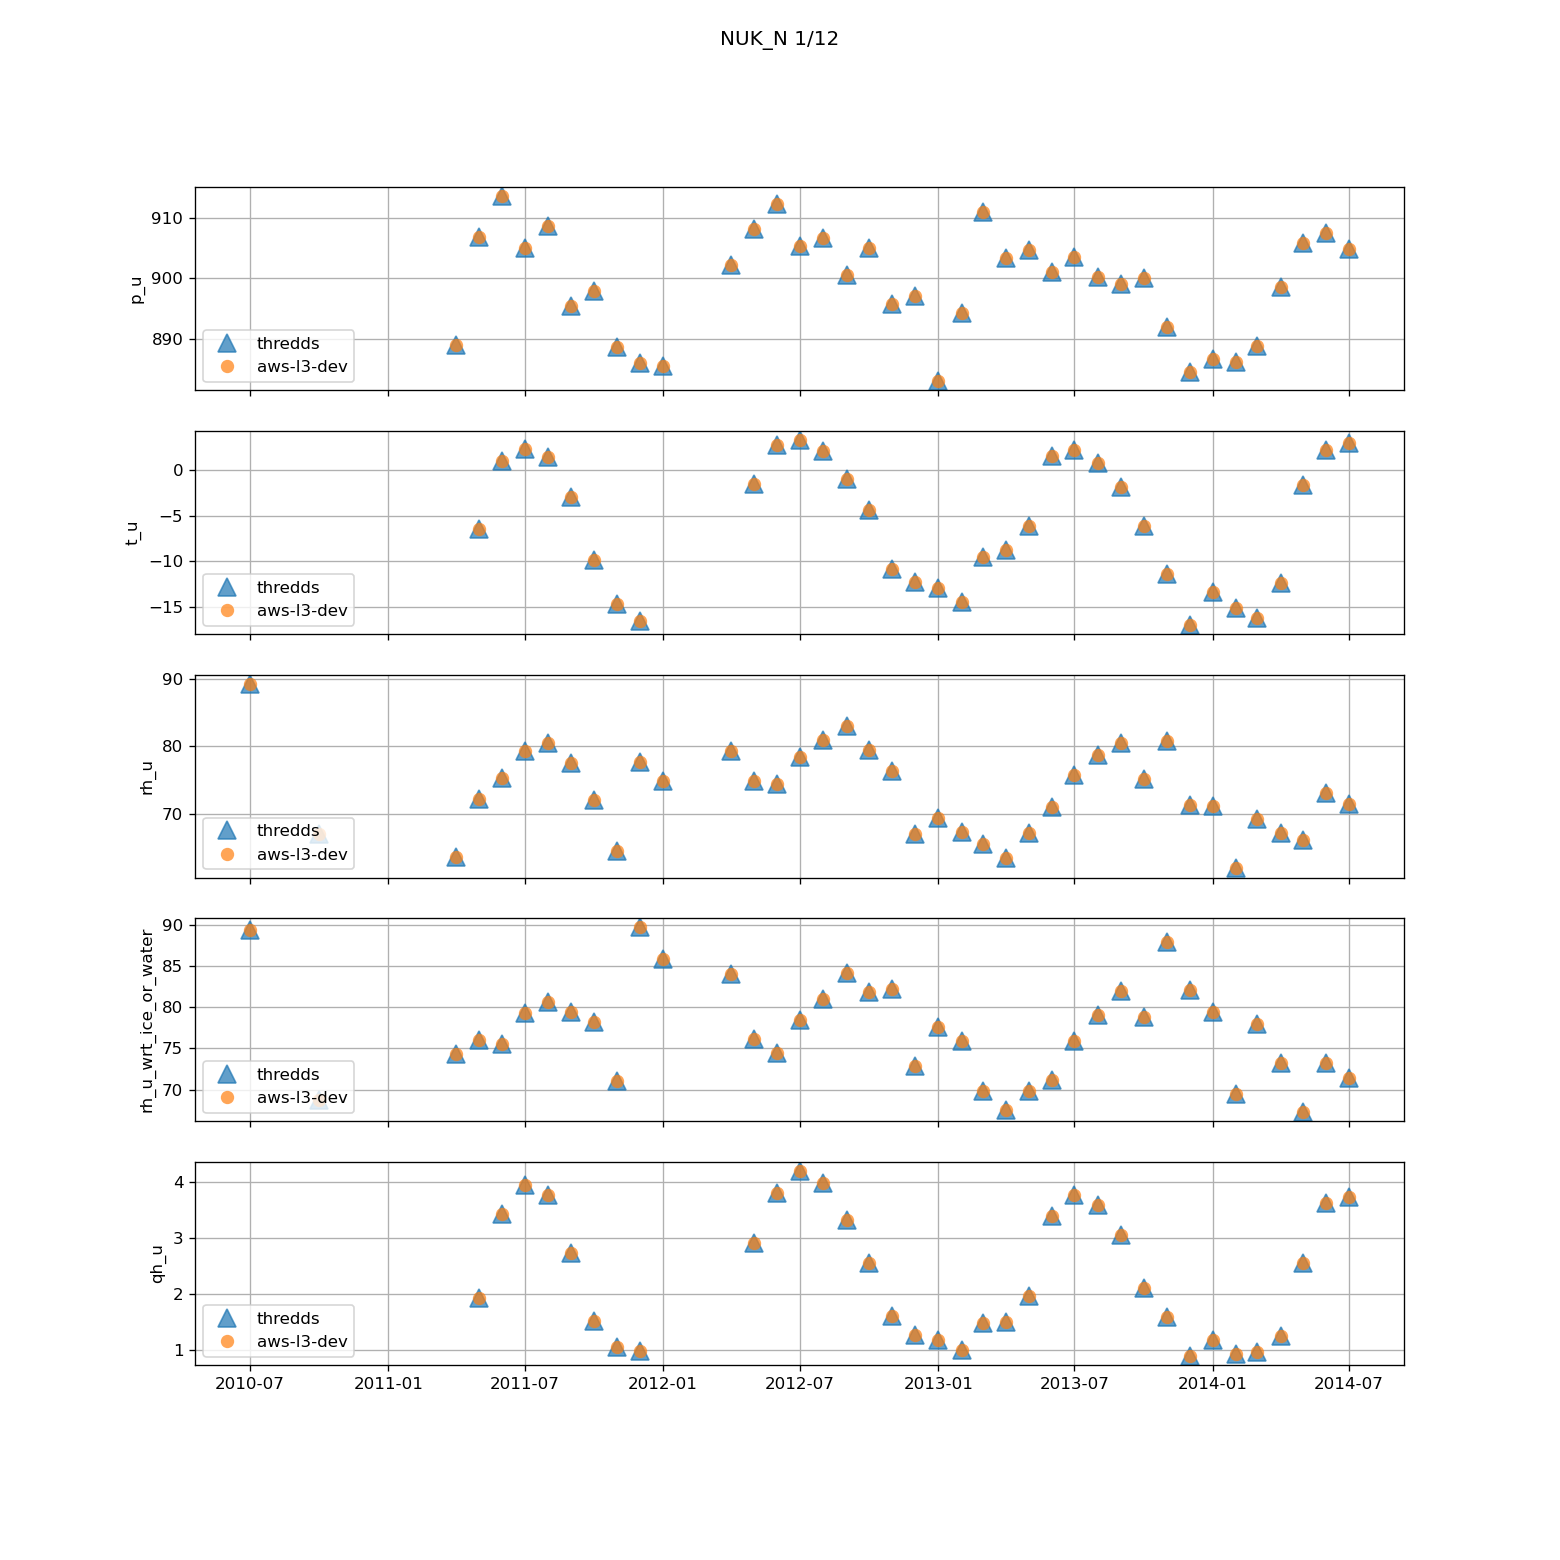 NUK_N 1/12
910
900
890
p_u
thredds
aws-l3-dev
0
−5
−10
−15
t_u
thredds
aws-l3-dev
90
80
70
rh_u
thredds
aws-l3-dev
90
85
80
75
70
rh_u_wrt_ice_or_water
thredds
aws-l3-dev
4
3
2
1
qh_u
thredds
aws-l3-dev
2010-07 2011-01 2011-07 2012-01 2012-07 2013-01 2013-07 2014-01 2014-07